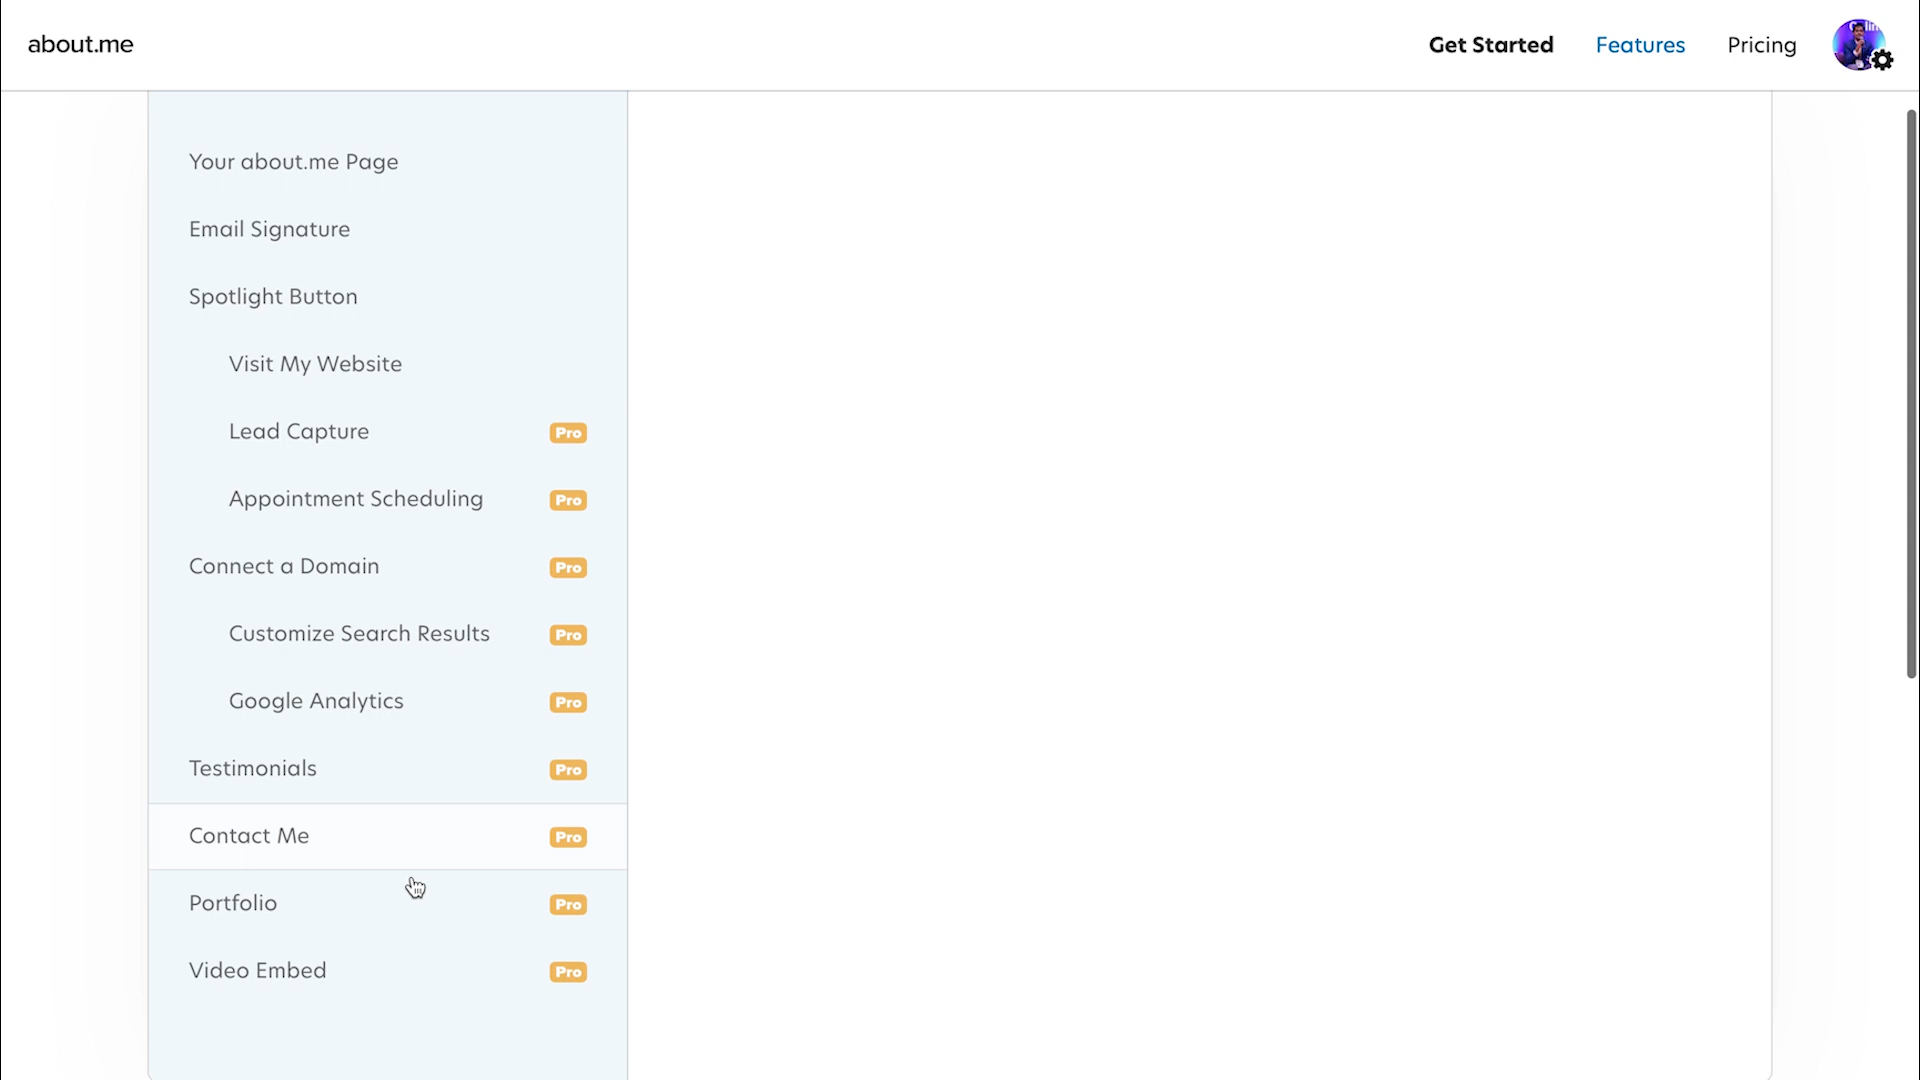 about.me
Get Started
Features
Pricing
Your about.me Page
Email Signature
Spotlight Button
Visit My Website
Lead Capture Pro
Appointment Scheduling Pro
Connect a Domain Pro
Customize Search Results Pro
Google Analytics Pro
Testimonials Pro
Contact Me Pro
Portfolio Pro
Video Embed Pro